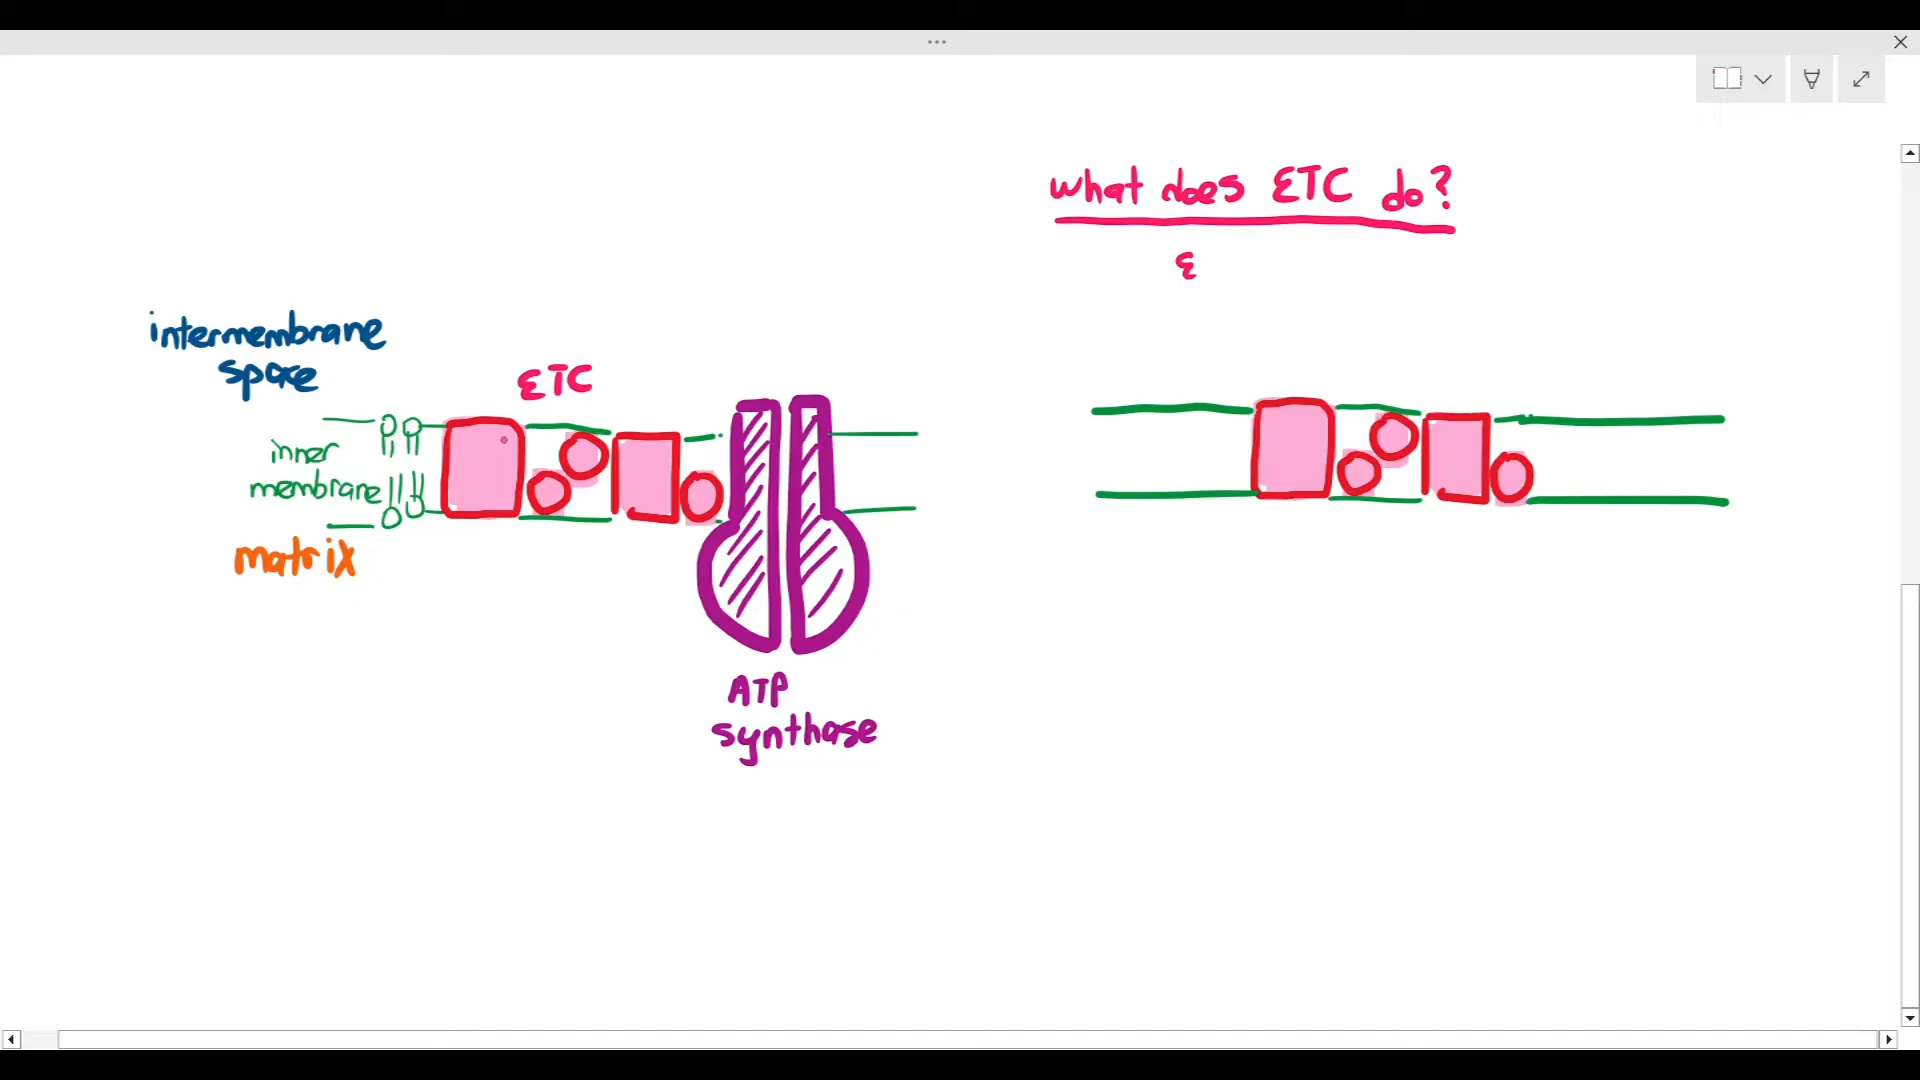 what does ETC do?
ε
intermembrane
space
ETC
inner
membrane
matrix
ATP
synthase